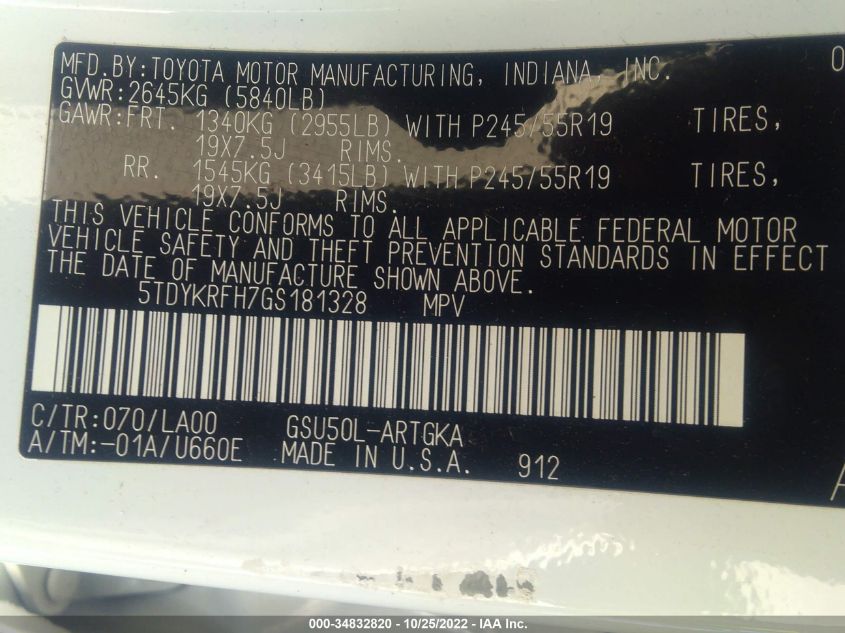 MFD.BY:TOYOTA MOTOR MANUFACTURING, INDIANA, INC. 0
GVWR:2645KG (5840LB)
GAWR:FRT. 1340KG (2955LB) WITH P245/55R19 TIRES,
19X7.5J RIMS.
RR. 1545KG (3415LB) WITH P245/55R19 TIRES,
19X7.5J RIMS.
THIS VEHICLE CONFORMS TO ALL APPLICABLE FEDERAL MOTOR
VEHICLE SAFETY AND THEFT PREVENTION STANDARDS IN EFFECT
THE DATE OF MANUFACTURE SHOWN ABOVE.
5TDYKRFH7GS181328 MPV
C/TR:070/LA00 GSU50L-ARTGKA
A/TM:-01A/U660E MADE IN U.S.A. 912
A
000-34832820 - 10/25/2022 - IAA Inc.